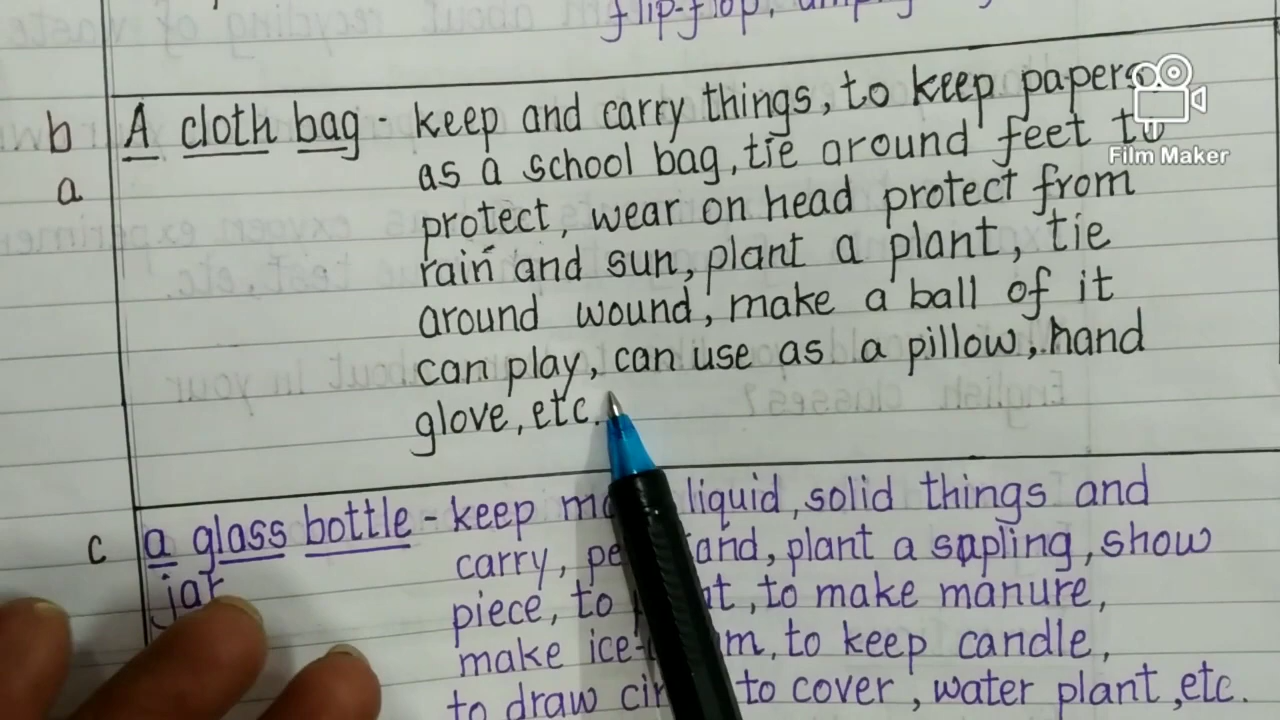 flip-flop,
b A cloth bag - keep and carry things, to keep papers
a as a school bag, tie around feet to
protect, wear on head protect from
rain and sun, plant a plant, tie
around wound, make a ball of it
can play, can use as a pillow, hand
glove, etc.
c a glass bottle - keep liquid, solid things and
jar carry, plant a sapling, show
piece, to to make manure,
make to keep candle,
to draw to cover, water plant, etc.
Film Maker